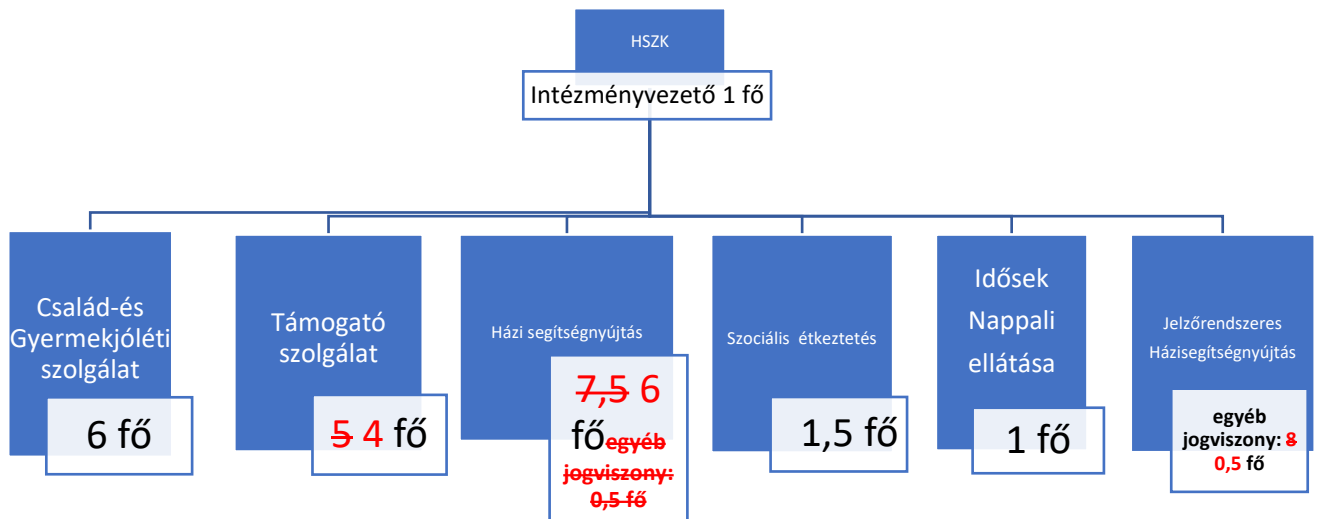 HSZK
Intézményvezető 1 fő
Család-és
Gyermekjóléti
szolgálat
6 fő
Támogató
szolgálat
5 4 fő
Házi segítségnyújtás
7,5 6
főegyéb
jogviszony:
0,5 fő
Szociális étkeztetés
1,5 fő
Idősek
Nappali
ellátása
1 fő
Jelzőrendszeres
Házisegítségnyújtás
egyéb
jogviszony: 8
0,5 fő